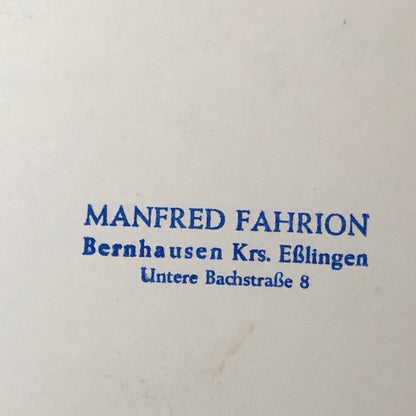 MANFRED FAHRION
Bernhausen Krs. Eßlingen
Untere Bachstraße 8